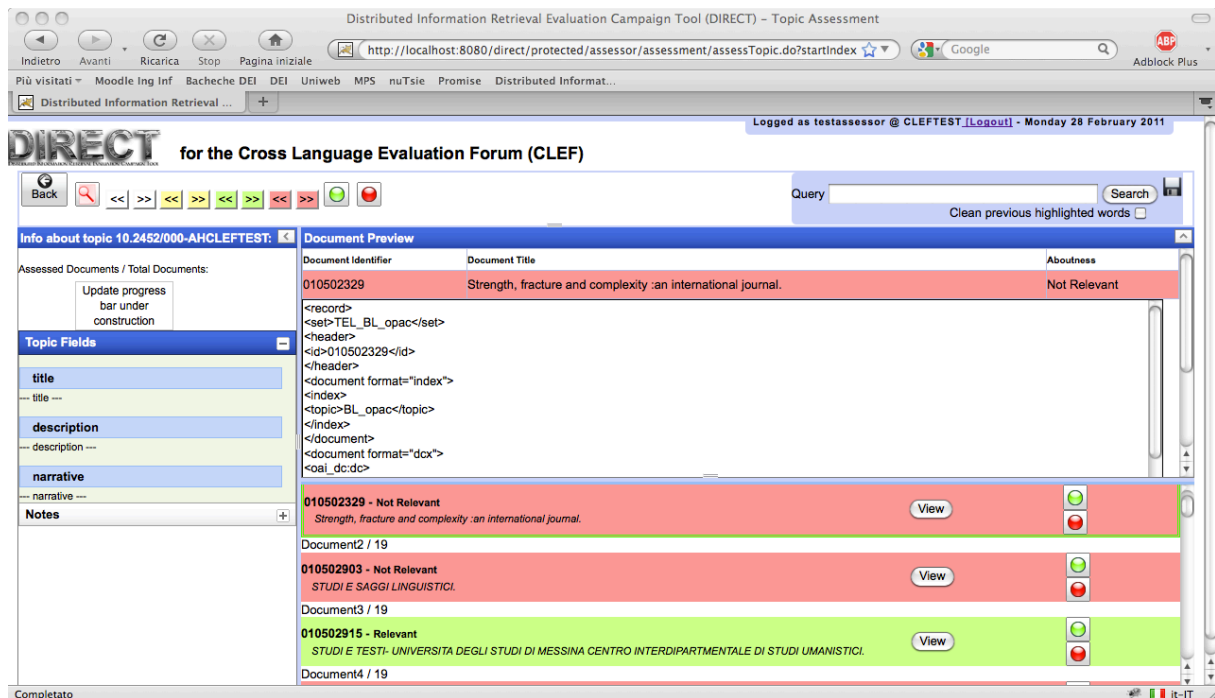 Distributed Information Retrieval Evaluation Campaign Tool (DIRECT) – Topic Assessment
Indietro Avanti Ricarica Stop Pagina iniziale
http://localhost:8080/direct/protected/assessor/assessment/assessTopic.do?startIndex
Google
ABP
Adblock Plus
Più visitati Moodle Ing Inf Bacheche DEI DEI Uniweb MPS nuTsie Promise Distributed Informat...
Distributed Information Retrieval ... +
Logged as testassessor @ CLEFTEST [Logout] - Monday 28 February 2011
DIRECT
for the Cross Language Evaluation Forum (CLEF)
Back << >> << >> << >> << >>
Query Search
Clean previous highlighted words
Info about topic 10.2452/000-AHCLEFTEST: <
Assessed Documents / Total Documents:
Update progress
bar under
construction
Topic Fields
title
--- title ---
description
--- description ---
narrative
--- narrative ---
Notes +
Document Preview
Document Identifier Document Title Aboutness
010502329 Strength, fracture and complexity :an international journal. Not Relevant
<record>
<set>TEL_BL_opac</set>
<header>
<id>010502329</id>
</header>
<document format="index">
<index>
<topic>BL_opac</topic>
</index>
</document>
<document format="dcx">
<oai_dc:dc>
010502329 - Not Relevant
Strength, fracture and complexity :an international journal.
View
Document2 / 19
010502903 - Not Relevant
STUDI E SAGGI LINGUISTICI.
View
Document3 / 19
010502915 - Relevant
STUDI E TESTI- UNIVERSITA DEGLI STUDI DI MESSINA CENTRO INTERDIPARTMENTALE DI STUDI UMANISTICI.
View
Document4 / 19
Completato
it-IT